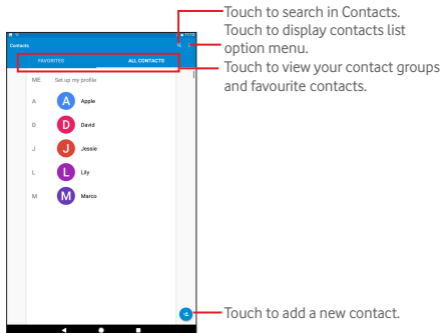 Touch to search in Contacts.
Touch to display contacts list
option menu.
Touch to view your contact groups
and favourite contacts.
Contacts
FAVORITES ALL CONTACTS
ME Set up my profile
A A Apple
D D David
J J Jessie
L L Lily
M M Marco
Touch to add a new contact.